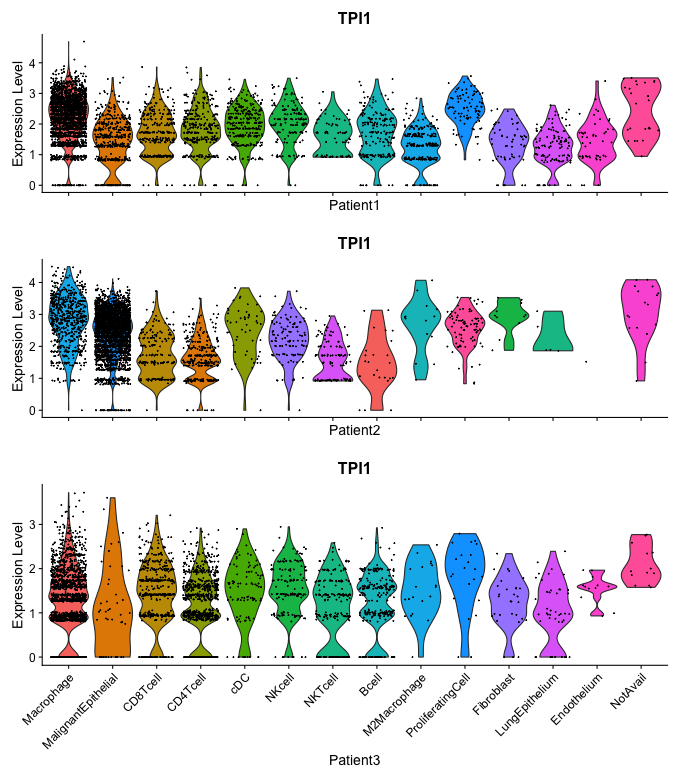 TPI1
Expression Level
4
3
2
1
0
Patient1
TPI1
Expression Level
4
3
2
1
0
Patient2
TPI1
Expression Level
3
2
1
0
Macrophage
MalignantEpithelial
CD8Tcell
CD4Tcell
cDC
NKcell
NKTcell
Bcell
M2Macrophage
ProliferatingCell
Fibroblast
LungEpithelium
Endothelium
NotAvail
Patient3